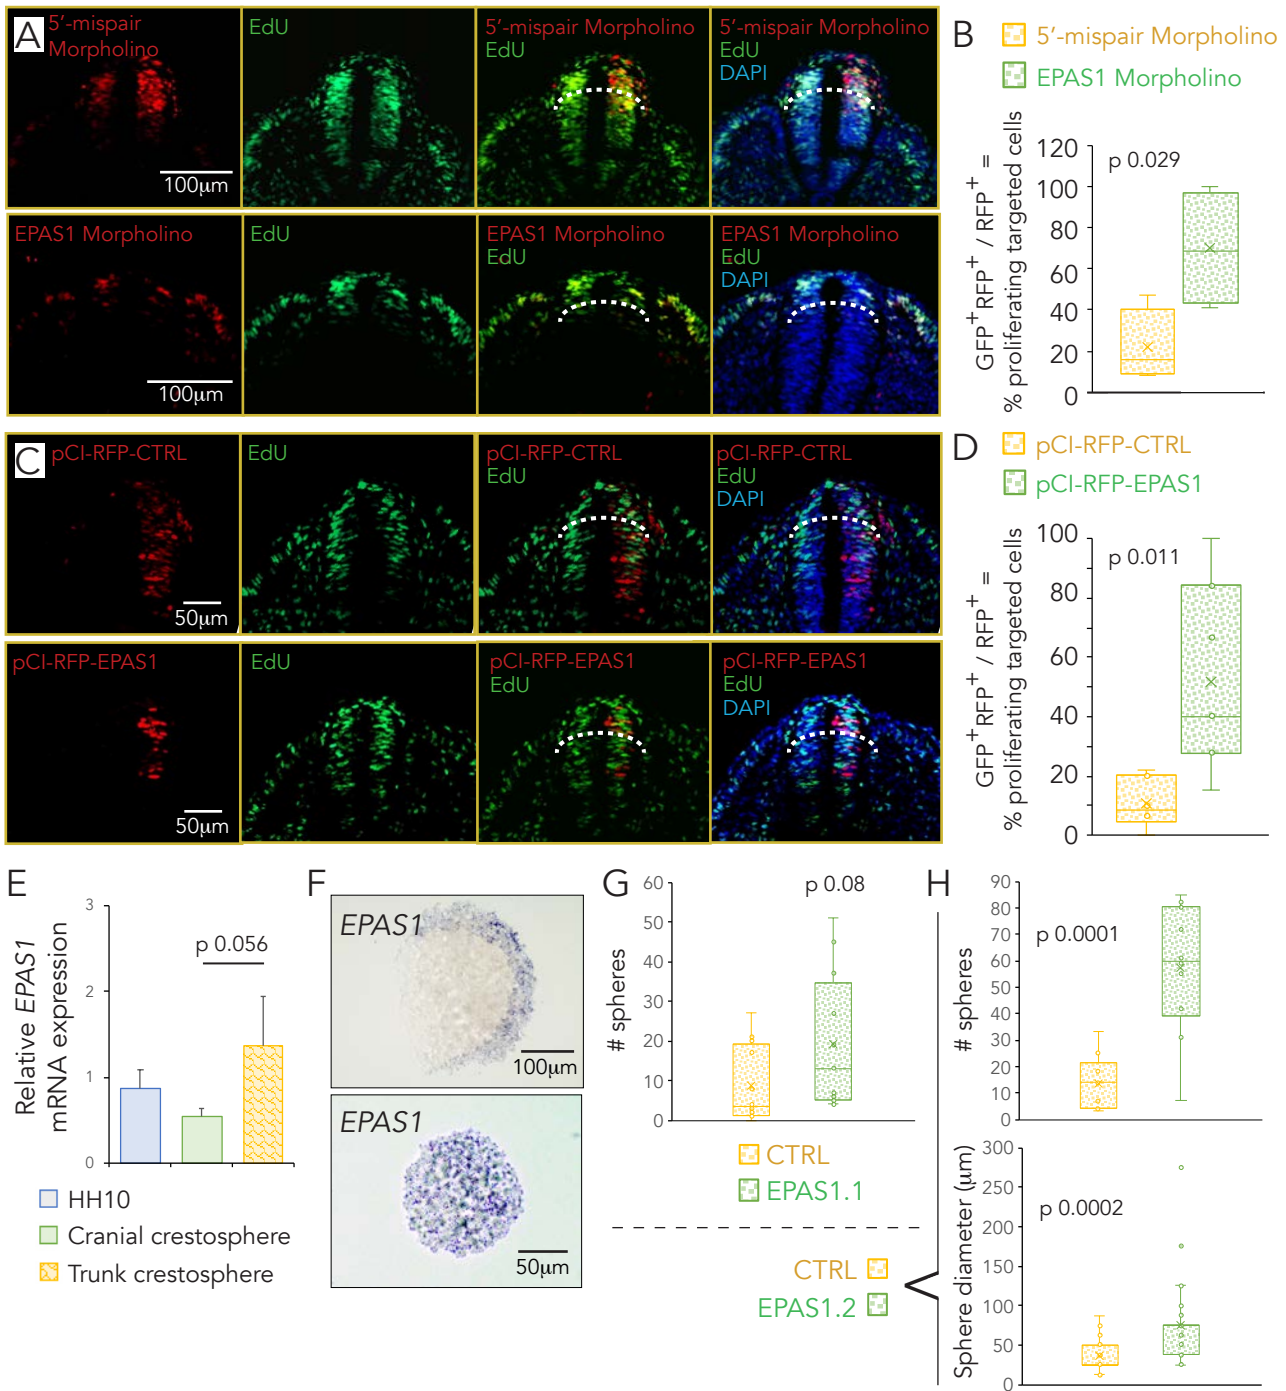 A
5'-mispair
Morpholino
EdU
5'-mispair Morpholino
EdU
5'-mispair Morpholino
EdU
DAPI
100μm
EPAS1 Morpholino
EdU
EPAS1 Morpholino
EdU
EPAS1 Morpholino
EdU
DAPI
100μm
B
5'-mispair Morpholino
EPAS1 Morpholino
GFP+RFP+ / RFP+ =
% proliferating targeted cells
120
100
80
60
40
20
0
p 0.029
C
pCI-RFP-CTRL
EdU
pCI-RFP-CTRL
EdU
pCI-RFP-CTRL
EdU
DAPI
50μm
pCI-RFP-EPAS1
EdU
pCI-RFP-EPAS1
EdU
pCI-RFP-EPAS1
EdU
DAPI
50μm
D
pCI-RFP-CTRL
pCI-RFP-EPAS1
GFP+RFP+ / RFP+ =
% proliferating targeted cells
100
80
60
40
20
0
p 0.011
E
Relative EPAS1
mRNA expression
3
2
1
0
p 0.056
HH10
Cranial crestosphere
Trunk crestosphere
F
EPAS1
100μm
EPAS1
50μm
G
# spheres
60
50
40
30
20
10
0
p 0.08
CTRL
EPAS1.1
CTRL
EPAS1.2
H
# spheres
90
80
70
60
50
40
30
20
10
0
p 0.0001
Sphere diameter (μm)
300
250
200
150
100
50
0
p 0.0002